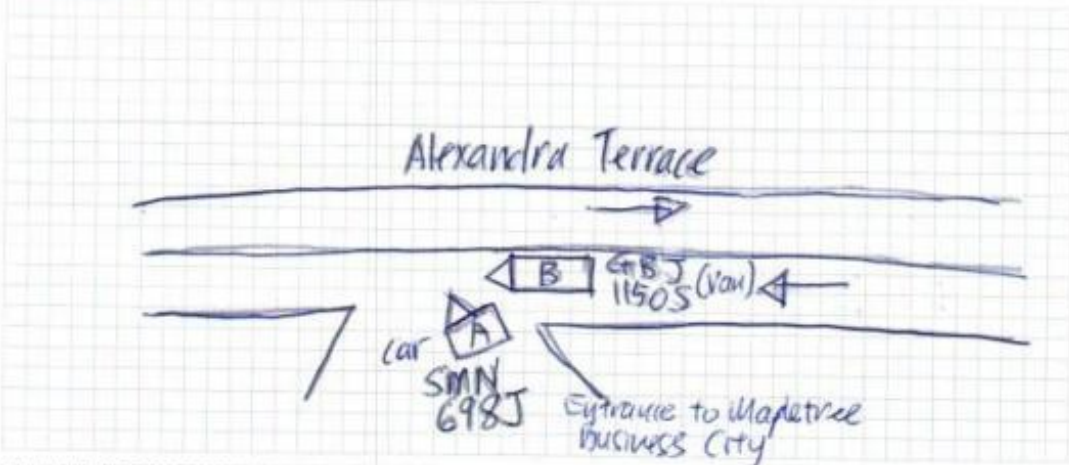 Alexandra Terrace
B
GBJ
1150S (van)
car
A
SMN
698J
Entrance to Mapletree
Business City